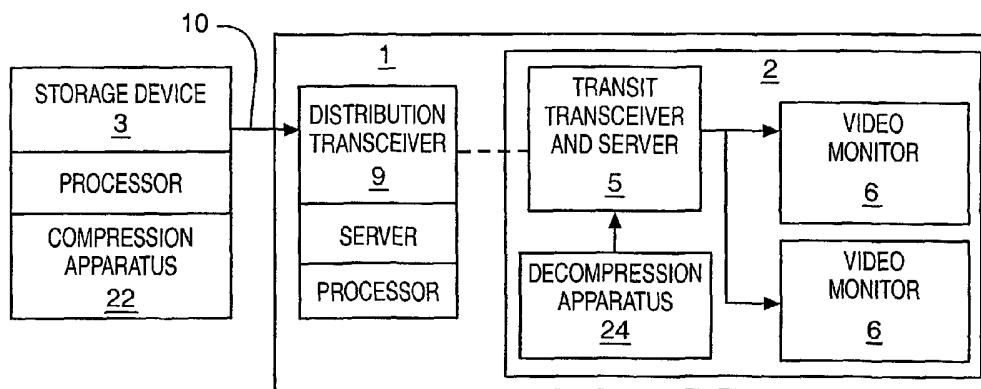 10
1
2
STORAGE DEVICE
3
PROCESSOR
COMPRESSION
APPARATUS
22
DISTRIBUTION
TRANSCEIVER
9
SERVER
PROCESSOR
TRANSIT
TRANSCEIVER
AND SERVER
5
DECOMPRESSION
APPARATUS
24
VIDEO
MONITOR
6
VIDEO
MONITOR
6